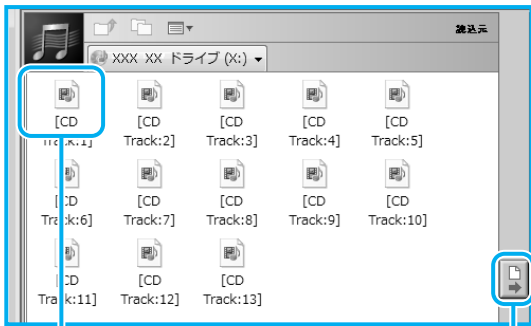 読込元
XXX XX ドライブ (X:)
[CD [CD [CD [CD [CD
Track:1] Track:2] Track:3] Track:4] Track:5]
[CD [CD [CD [CD [CD
Track:6] Track:7] Track:8] Track:9] Track:10]
[CD [CD [CD
Track:11] Track:12] Track:13]